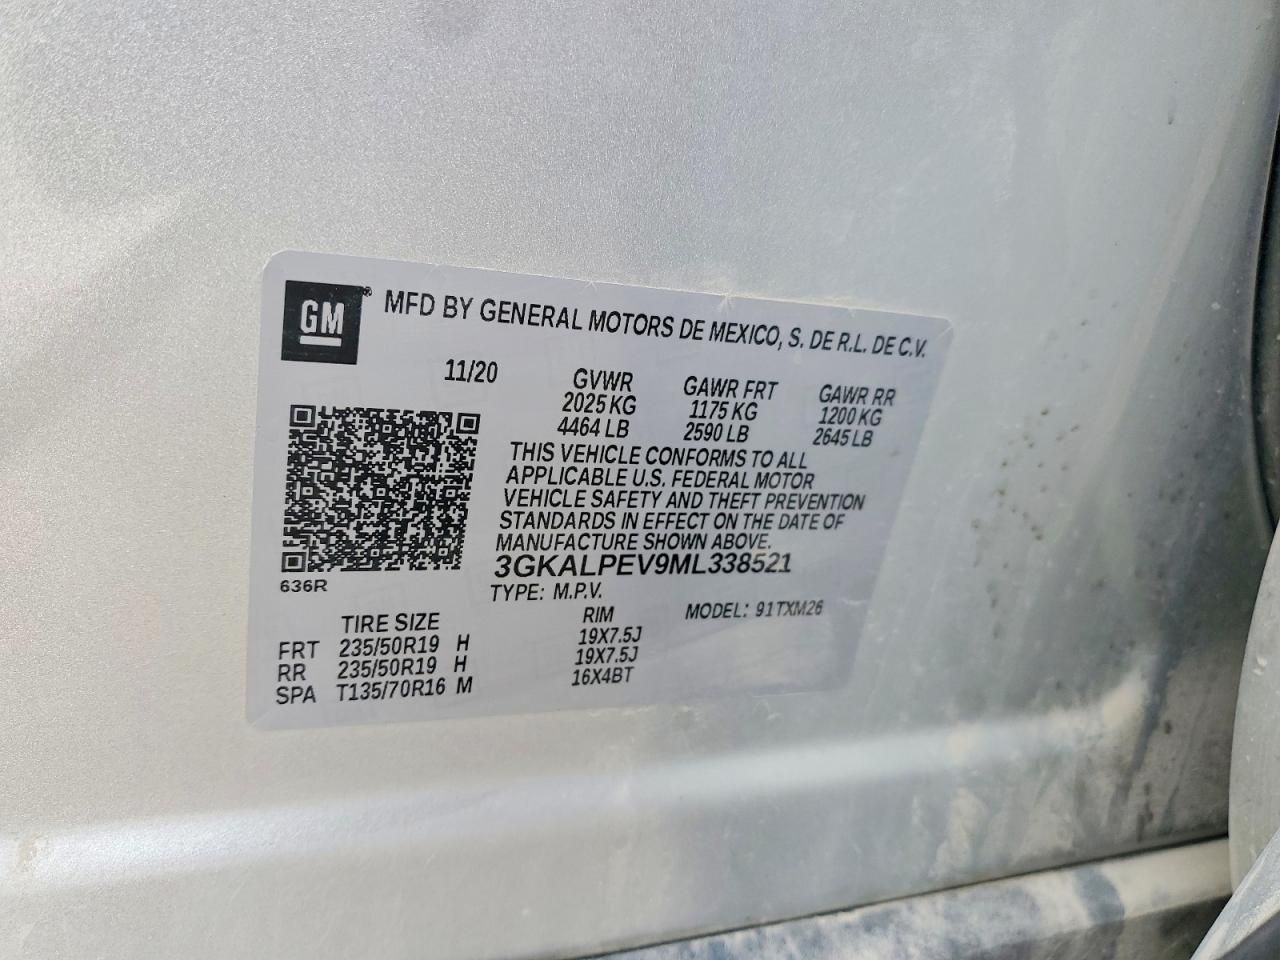 GM® MFD BY GENERAL MOTORS DE MEXICO, S. DE R.L. DE C.V.
11/20 GVWR GAWR FRT GAWR RR
2025 KG 1175 KG 1200 KG
4464 LB 2590 LB 2645 LB
THIS VEHICLE CONFORMS TO ALL
APPLICABLE U.S. FEDERAL MOTOR
VEHICLE SAFETY AND THEFT PREVENTION
STANDARDS IN EFFECT ON THE DATE OF
MANUFACTURE SHOWN ABOVE.
3GKALPEV9ML338521
636R
TYPE: M.P.V. MODEL: 91TXM26
TIRE SIZE RIM
FRT 235/50R19 H 19X7.5J
RR 235/50R19 H 19X7.5J
SPA T135/70R16 M 16X4BT